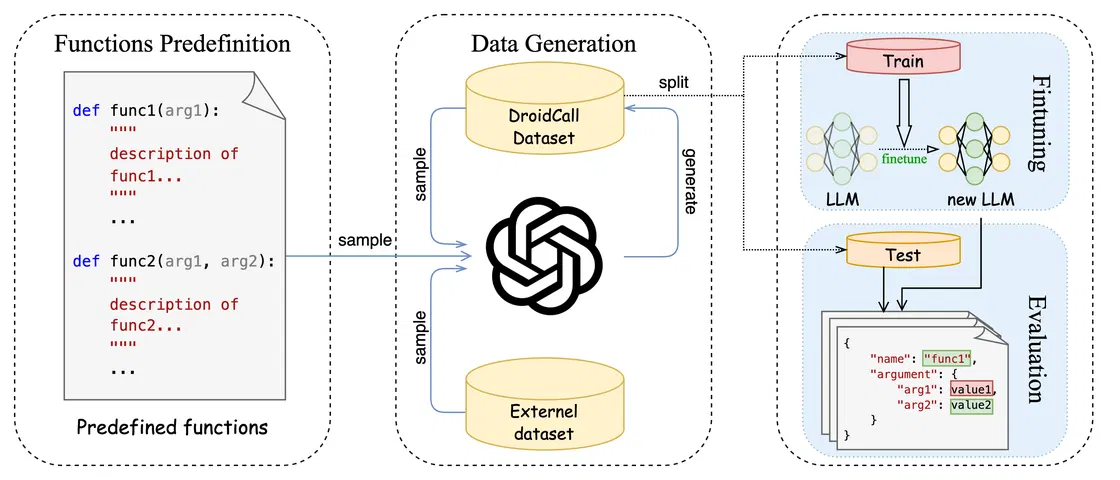 Functions Predefinition
def func1(arg1):
"""
description of
func1...
"""
...
def func2(arg1, arg2):
"""
description of
func2...
"""
...
Predefined functions
Data Generation
DroidCall
Dataset
sample
generate
sample
sample
Externel
dataset
split
Train
finetune
LLM
new LLM
Fintuning
Test
{
"name": "func1",
"argument": {
"arg1": value1,
"arg2": value2
}
}
Evaluation